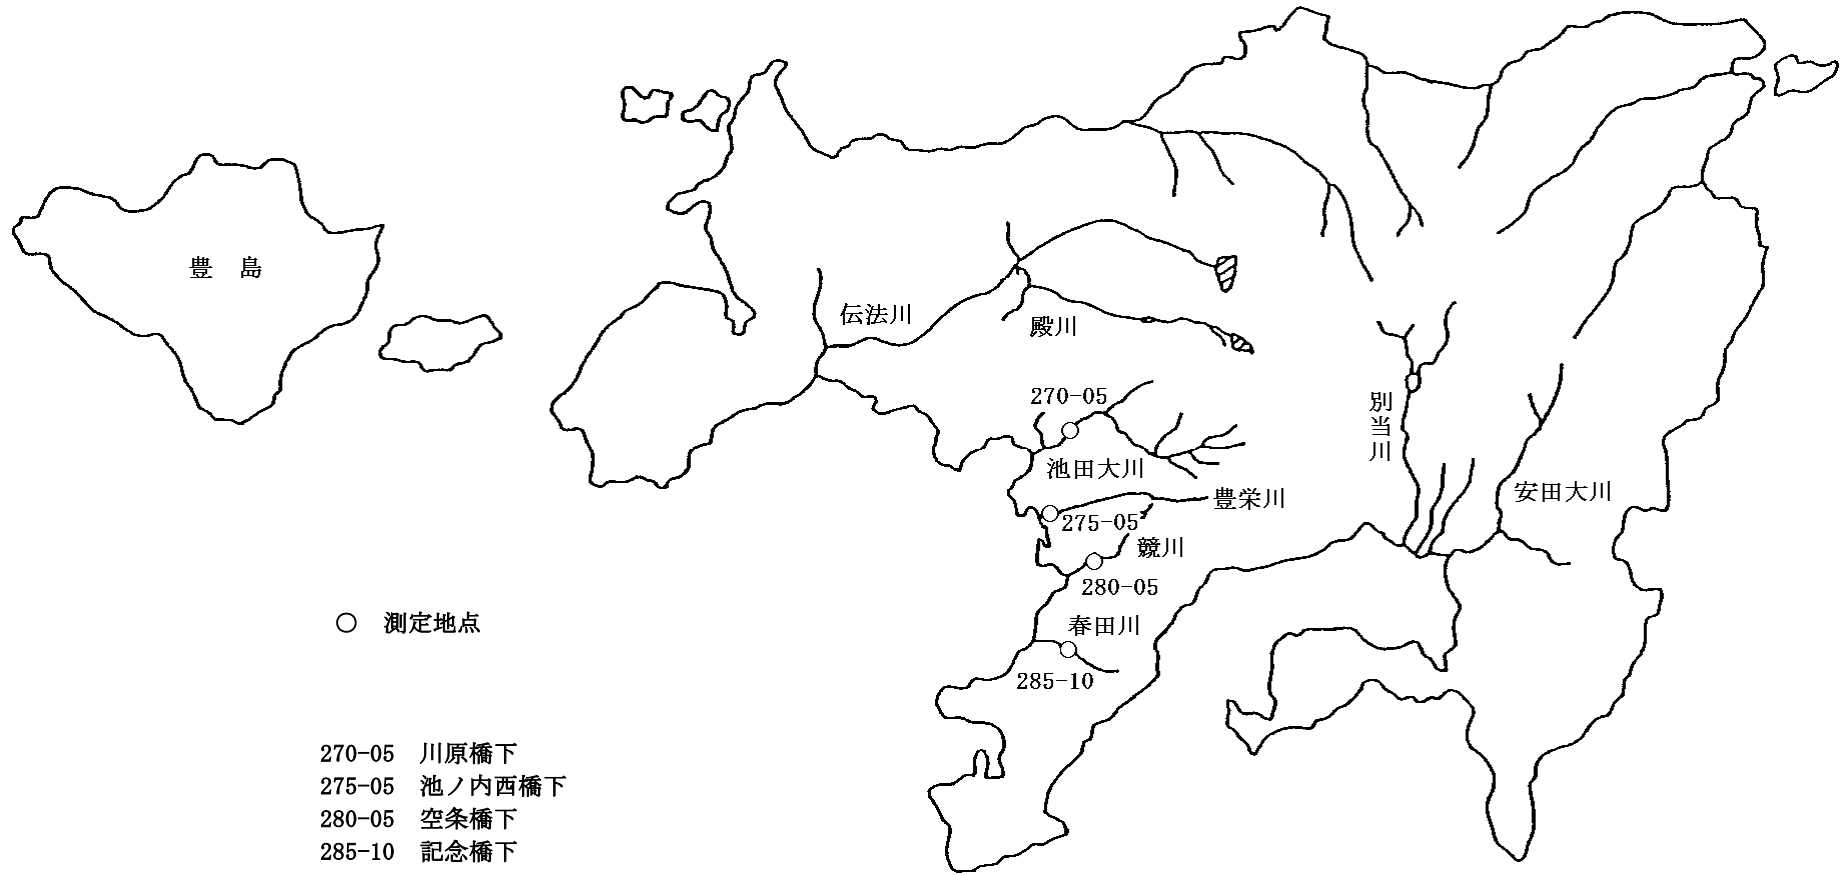 豊 島
伝法川
殿川
270-05
池田大川
別当川
豊栄川
275-05
安田大川
競川
280-05
春田川
285-10
○ 測定地点
270-05 川原橋下
275-05 池ノ内西橋下
280-05 空条橋下
285-10 記念橋下